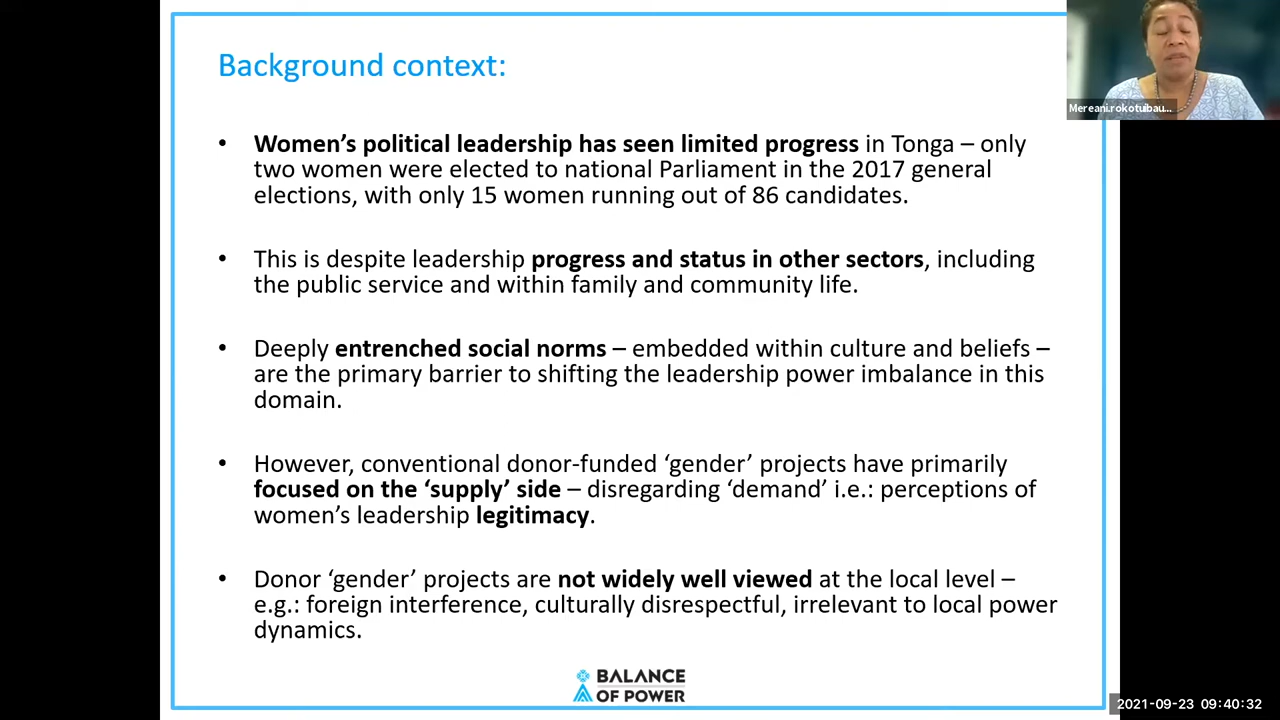 Background context:
Mereani.rokotuibau...
• Women's political leadership has seen limited progress in Tonga – only
two women were elected to national Parliament in the 2017 general
elections, with only 15 women running out of 86 candidates.
• This is despite leadership progress and status in other sectors, including
the public service and within family and community life.
• Deeply entrenched social norms – embedded within culture and beliefs –
are the primary barrier to shifting the leadership power imbalance in this
domain.
• However, conventional donor-funded ‘gender’ projects have primarily
focused on the ‘supply’ side – disregarding ‘demand’ i.e.: perceptions of
women's leadership legitimacy.
• Donor ‘gender’ projects are not widely well viewed at the local level –
e.g.: foreign interference, culturally disrespectful, irrelevant to local power
dynamics.
BALANCE
OF POWER
2021-09-23 09:40:32